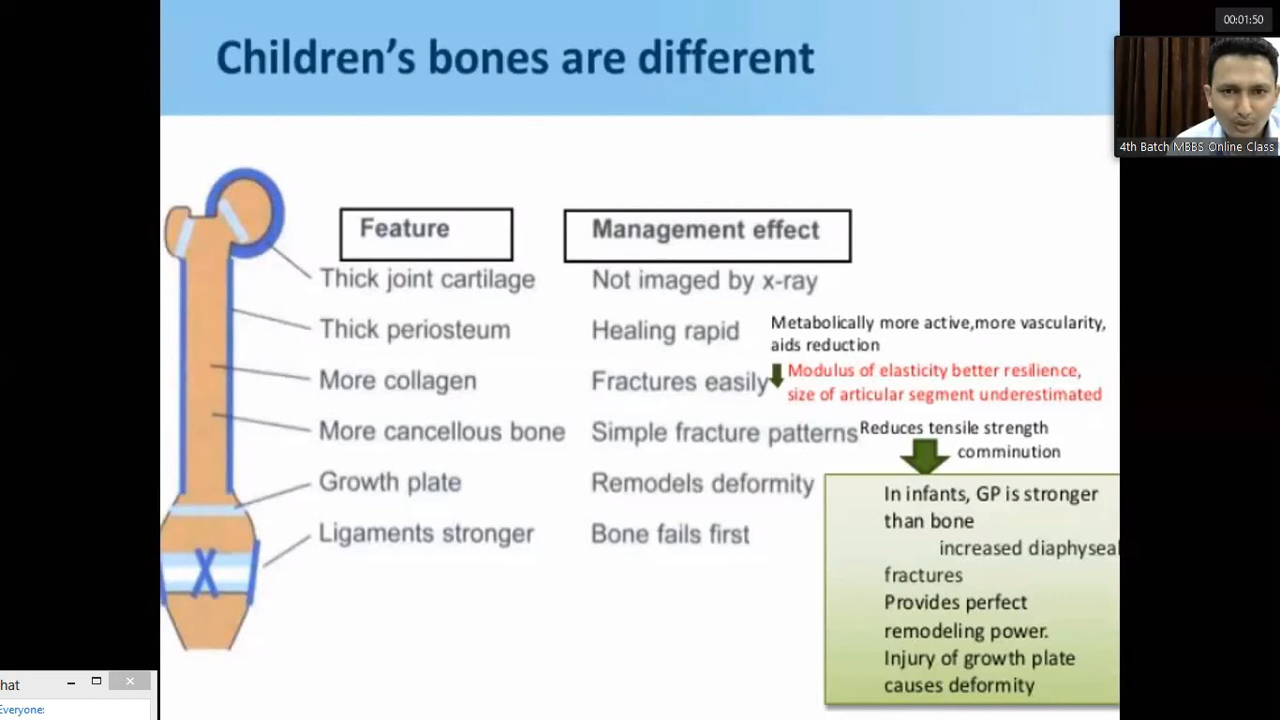 00:01:50
Children's bones are different
4th Batch MBBS Online Class
Feature
Management effect
Thick joint cartilage
Not imaged by x-ray
Thick periosteum
Healing rapid
Metabolically more active,more vascularity,
aids reduction
More collagen
Fractures easily
Modulus of elasticity better resilience,
size of articular segment underestimated
More cancellous bone
Simple fracture patterns
Reduces tensile strength
comminution
Growth plate
Remodels deformity
Ligaments stronger
Bone fails first
In infants, GP is stronger
than bone
increased diaphyseal
fractures
Provides perfect
remodeling power.
Injury of growth plate
causes deformity
hat
Everyone: